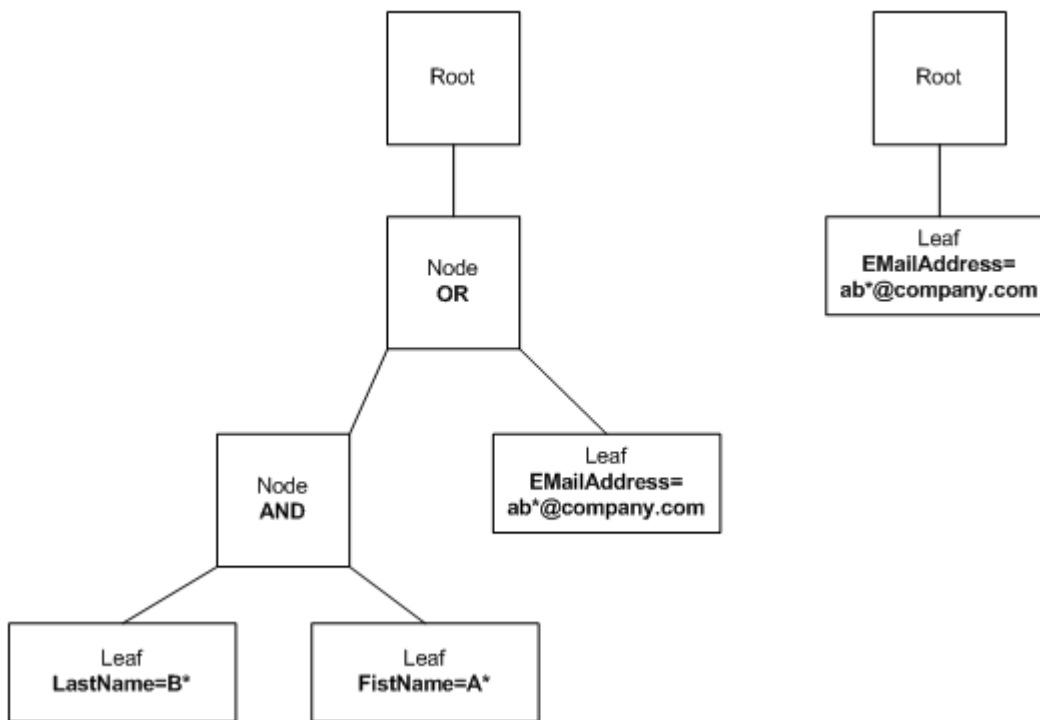 Root
Root
Node
OR
Leaf
EMailAddress=
ab*@company.com
Node
AND
Leaf
EMailAddress=
ab*@company.com
Leaf
LastName=B*
Leaf
FistName=A*